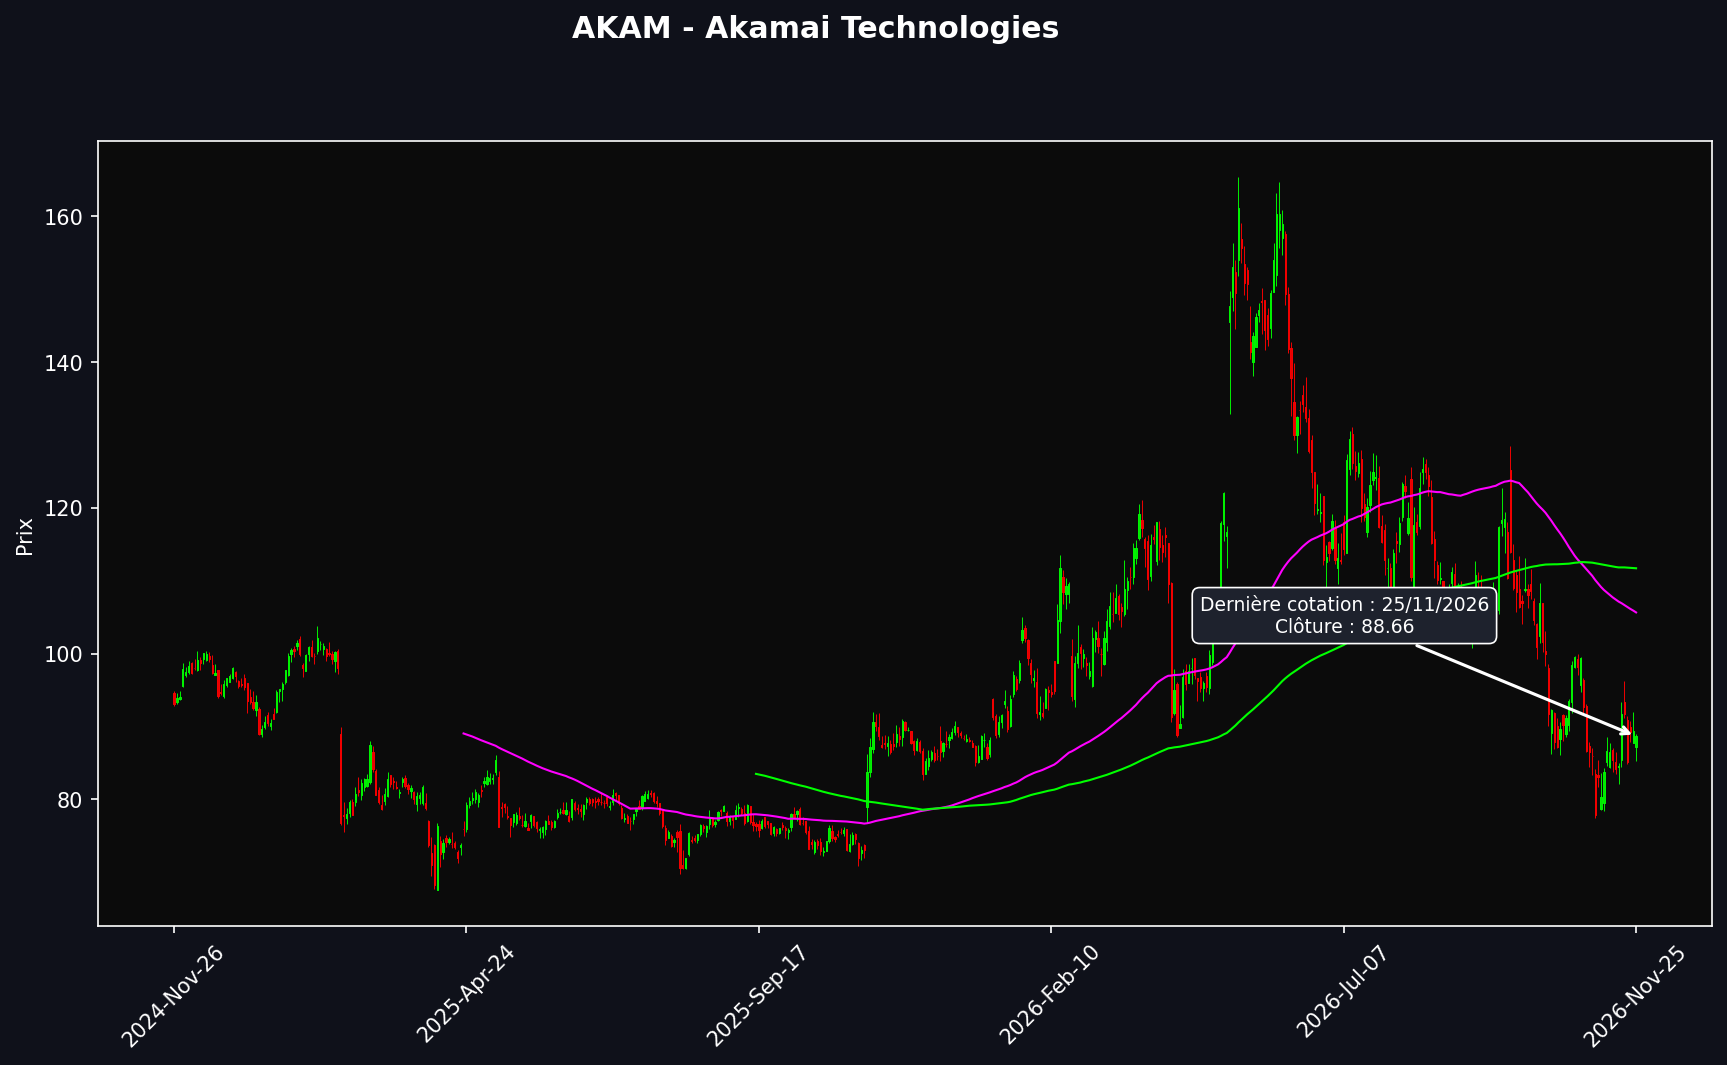 AKAM - Akamai Technologies
Prix
160
140
120
100
80
Dernière cotation : 25/11/2026
Clôture : 88.66
2024-Nov-26
2025-Apr-24
2025-Sep-17
2026-Feb-10
2026-Jul-07
2026-Nov-25